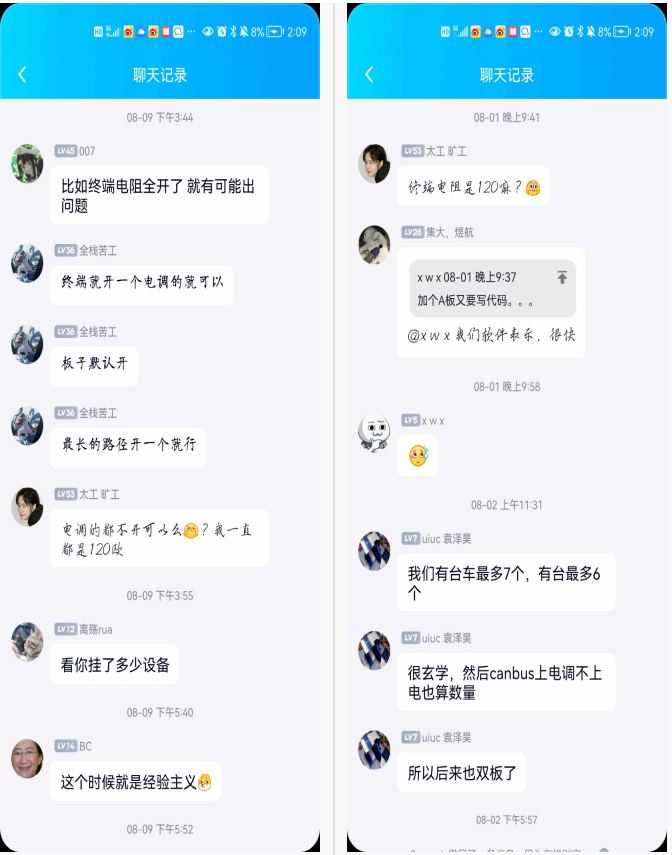 8% 2:09
聊天记录
08-09 下午3:44
LV45 007
比如终端电阻全开了 就有可能出
问题
LV36 全栈苦工
终端就开一个电调的就可以
LV36 全栈苦工
板子默认开
LV36 全栈苦工
最长的路径开一个就行
LV53 太工 旷工
电调的都不开可以么🤭？我一直
都是120欧
08-09 下午3:55
LV12 离殇rua
看你挂了多少设备
08-09 下午5:40
LV14 BC
这个时候就是经验主义
08-09 下午5:52
8% 2:09
聊天记录
08-01 晚上9:41
LV53 太工 旷工
终端电阻是120嘛？
LV28 集大，煜航
x w x 08-01 晚上9:37
加个A板又要写代码。。。
@x w x 我们软件表示，很快
08-01 晚上9:58
LV5 x w x
08-02 上午11:31
LV7 uiuc 袁泽昊
我们有台车最多7个，有台最多6
个
LV7 uiuc 袁泽昊
很玄学，然后canbus上电调不上
电也算数量
LV7 uiuc 袁泽昊
所以后来也双板了
08-02 下午5:57